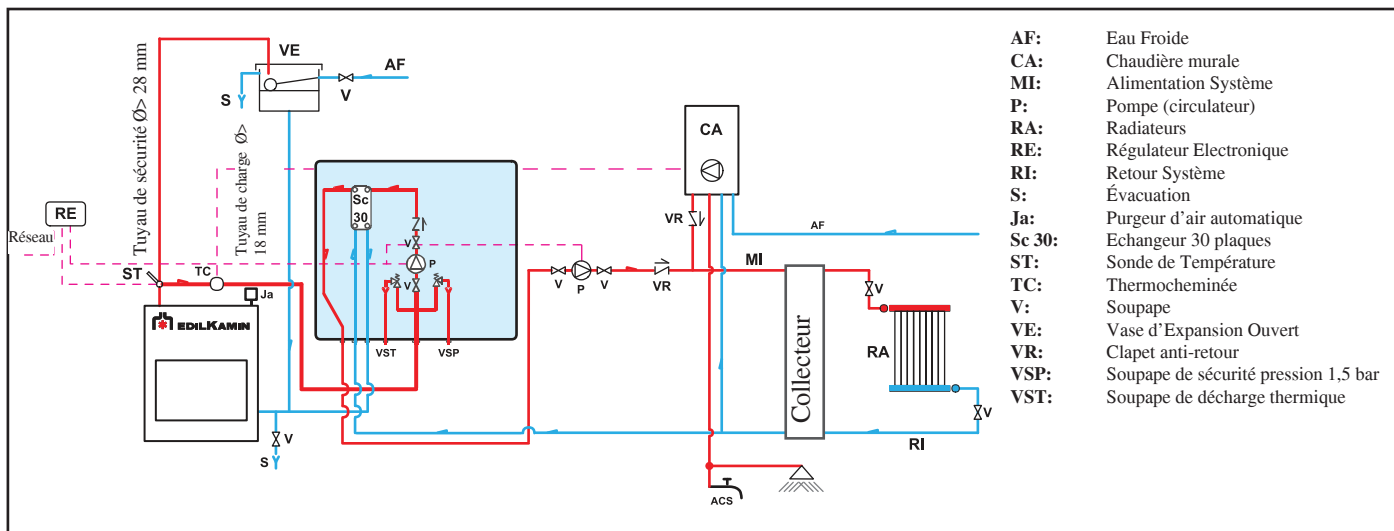 VE
AF
V
S
Tuyau de sécurité Ø> 28 mm
Tuyau de charge Ø>
18 mm
RE
Réseau
ST
TC
Ja
EDILKAMIN
V
S
Sc
30
V
P
V
VST
VSP
CA
VR
AF
V
P
V
VR
MI
Collecteur
V
RA
V
RI
ACS
AF: Eau Froide
CA: Chaudière murale
MI: Alimentation Système
P: Pompe (circulateur)
RA: Radiateurs
RE: Régulateur Electronique
RI: Retour Système
S: Évacuation
Ja: Purgeur d'air automatique
Sc 30: Echangeur 30 plaques
ST: Sonde de Température
TC: Thermocheminée
V: Soupape
VE: Vase d'Expansion Ouvert
VR: Clapet anti-retour
VSP: Soupape de sécurité pression 1,5 bar
VST: Soupape de décharge thermique